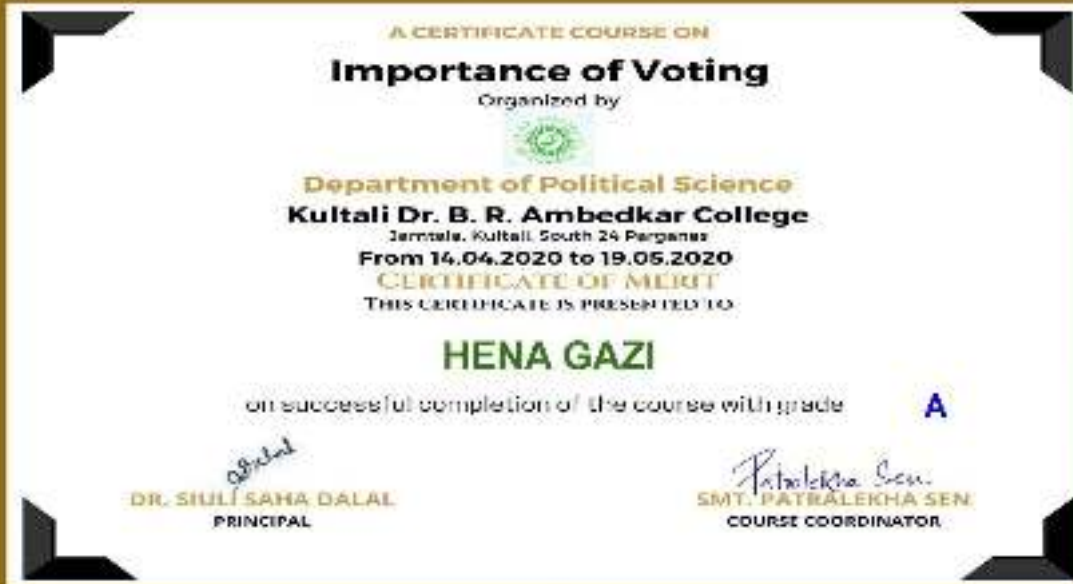 A CERTIFICATE COURSE ON
Importance of Voting
Organized by
Department of Political Science
Kultali Dr. B. R. Ambedkar College
Jamtala, Kultali, South 24 Parganas
From 14.04.2020 to 19.05.2020
CERTIFICATE OF MERIT
THIS CERTIFICATE IS PRESENTED TO
HENA GAZI
on successful completion of the course with grade A
Patralekha Sen.
DR. SIULI SAHA DALAL
SMT. PATRALEKHA SEN
PRINCIPAL
COURSE COORDINATOR